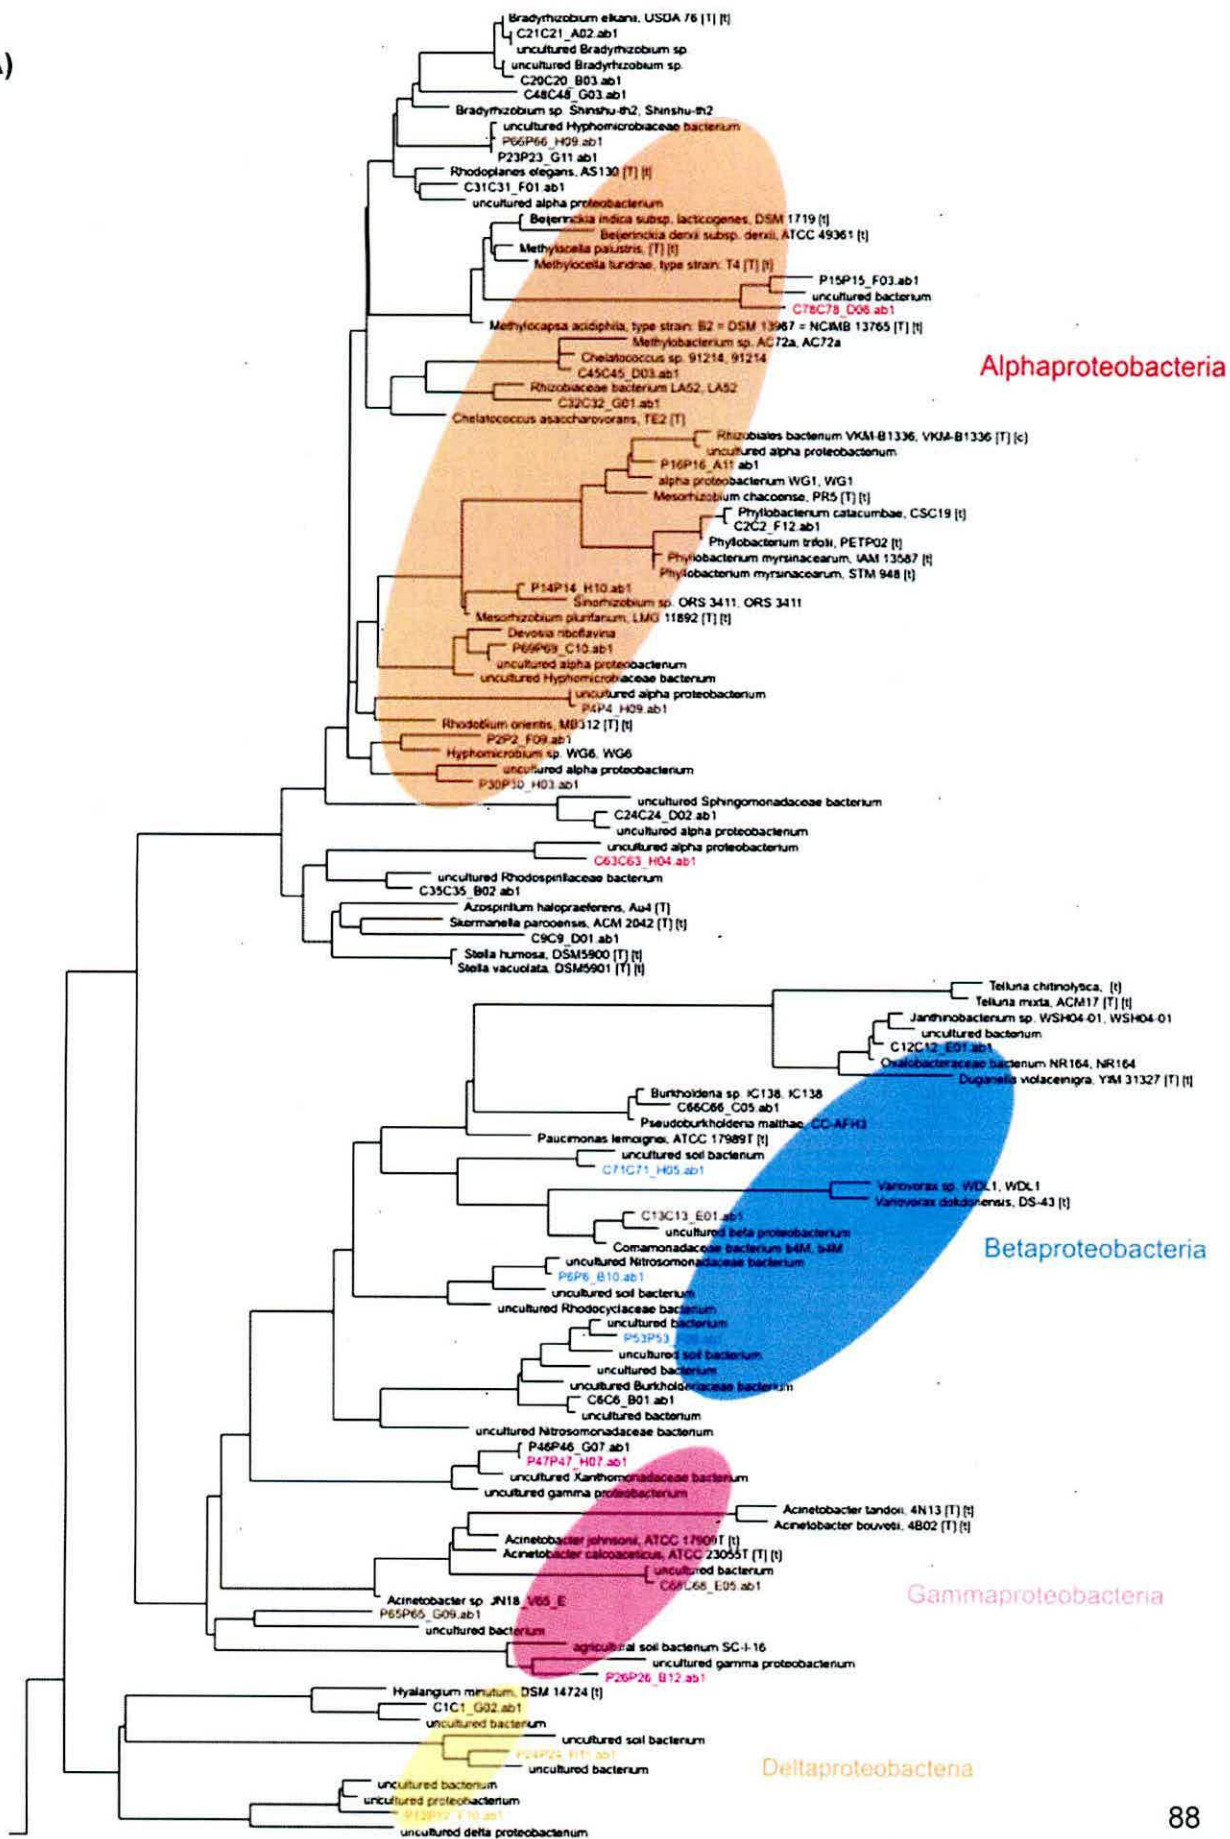 A)
Bradyrhizobium elkanii, USDA 76 [T] [t]
C21C21_A02.ab1
uncultured Bradyrhizobium sp.
uncultured Bradyrhizobium sp.
C20C20_B03.ab1
C48C48_G03.ab1
Bradyrhizobium sp. Shinshu-th2, Shinshu-th2
uncultured Hyphomicrobiaceae bacterium
P66P66_H09.ab1
P23P23_G11.ab1
Rhodoplanes elegans, AS130 [T] [t]
C31C31_F01.ab1
uncultured alpha proteobacterium
Beijerinckia indica subsp. lacticogenes, DSM 1719 [t]
Beijerinckia derxii subsp. derxii, ATCC 49361 [t]
Methylocella palustris, [T] [t]
Methylocella tundrae, type strain: T4 [T] [t]
P15P15_F03.ab1
uncultured bacterium
C78C78_D06.ab1
Methylocapsa acidiphila, type strain: B2 = DSM 13967 = NCIMB 13765 [T] [t]
Methylobacterium sp. AC72a, AC72a
Chelatococcus sp. 91214, 91214
C45C45_D03.ab1
Rhizobiaceae bacterium LA52, LA52
C32C32_G01.ab1
Chelatococcus asaccharovorans, TE2 [T]
Alphaproteobacteria
Rhizobiales bacterium VKM-B1336, VKM-B1336 [T] [c]
uncultured alpha proteobacterium
P16P16_A11.ab1
alpha proteobacterium WG1, WG1
Mesorhizobium chacoense, PR5 [T] [t]
Phyllobacterium catacumbae, CSC19 [t]
C2C2_F12.ab1
Phyllobacterium trifolii, PETP02 [t]
Phyllobacterium myrsinacearum, IAM 13587 [t]
Phyllobacterium myrsinacearum, STM 948 [t]
P14P14_H10.ab1
Sinorhizobium sp. ORS 3411, ORS 3411
Mesorhizobium plurifarium, LMG 11892 [T] [t]
Devosia riboflavina
P69P69_C10.ab1
uncultured alpha proteobacterium
uncultured Hyphomicrobiaceae bacterium
uncultured alpha proteobacterium
P4P4_H09.ab1
Rhodobium orientis, MB312 [T] [t]
P2P2_F09.ab1
Hyphomicrobium sp. WG6, WG6
uncultured alpha proteobacterium
P30P30_H03.ab1
uncultured Sphingomonadaceae bacterium
C24C24_D02.ab1
uncultured alpha proteobacterium
uncultured alpha proteobacterium
C63C63_H04.ab1
uncultured Rhodospirillaceae bacterium
C35C35_B02.ab1
Azospirillum halopraeferens, Au4 [T]
Skermanella parooensis, ACM 2042 [T] [t]
C9C9_D01.ab1
Stella humosa, DSM5900 [T] [t]
Stella vacuolata, DSM5901 [T] [t]
Telluria chitinolytica, [t]
Telluria mixta, ACM17 [T] [t]
Janthinobacterium sp. WSH04-01, WSH04-01
uncultured bacterium
C12C12_E01.ab1
Oxalobacteraceae bacterium NR164, NR164
Duganella violaceinigra, YIM 31327 [T] [t]
Burkholderia sp. IC138, IC138
C66C66_C05.ab1
Pseudoburkholderia malthae, CC-AFH3
Paucimonas lemoignei, ATCC 17989T [t]
uncultured soil bacterium
C71C71_H05.ab1
Variovorax sp. WDL1, WDL1
Variovorax dokdonensis, DS-43 [t]
C13C13_E01.ab1
uncultured beta proteobacterium
Comamonadaceae bacterium b4M, b4M
Betaproteobacteria
uncultured Nitrosomonadaceae bacterium
P6P6_B10.ab1
uncultured soil bacterium
uncultured Rhodocyclaceae bacterium
uncultured bacterium
P53P53
uncultured soil bacterium
uncultured bacterium
uncultured Burkholderiaceae bacterium
C6C6_B01.ab1
uncultured bacterium
uncultured Nitrosomonadaceae bacterium
P46P46_G07.ab1
P47P47_H07.ab1
uncultured Xanthomonadaceae bacterium
uncultured gamma proteobacterium
Acinetobacter tandoii, 4N13 [T] [t]
Acinetobacter bouvetii, 4B02 [T] [t]
Acinetobacter johnsonii, ATCC 17909T [t]
Acinetobacter calcoaceticus, ATCC 23055T [T] [t]
uncultured bacterium
C68C68_E05.ab1
Gammaproteobacteria
Acinetobacter sp. JN18_V65_E
P65P65_G09.ab1
uncultured bacterium
agricultural soil bacterium SC-I-16
uncultured gamma proteobacterium
P26P26_B12.ab1
Hyalangium minutum, DSM 14724 [t]
C1C1_G02.ab1
uncultured bacterium
uncultured soil bacterium
P24P24_H11.ab1
uncultured bacterium
Deltaproteobacteria
uncultured bacterium
uncultured proteobacterium
P12P12_F10.ab1
uncultured delta proteobacterium
88